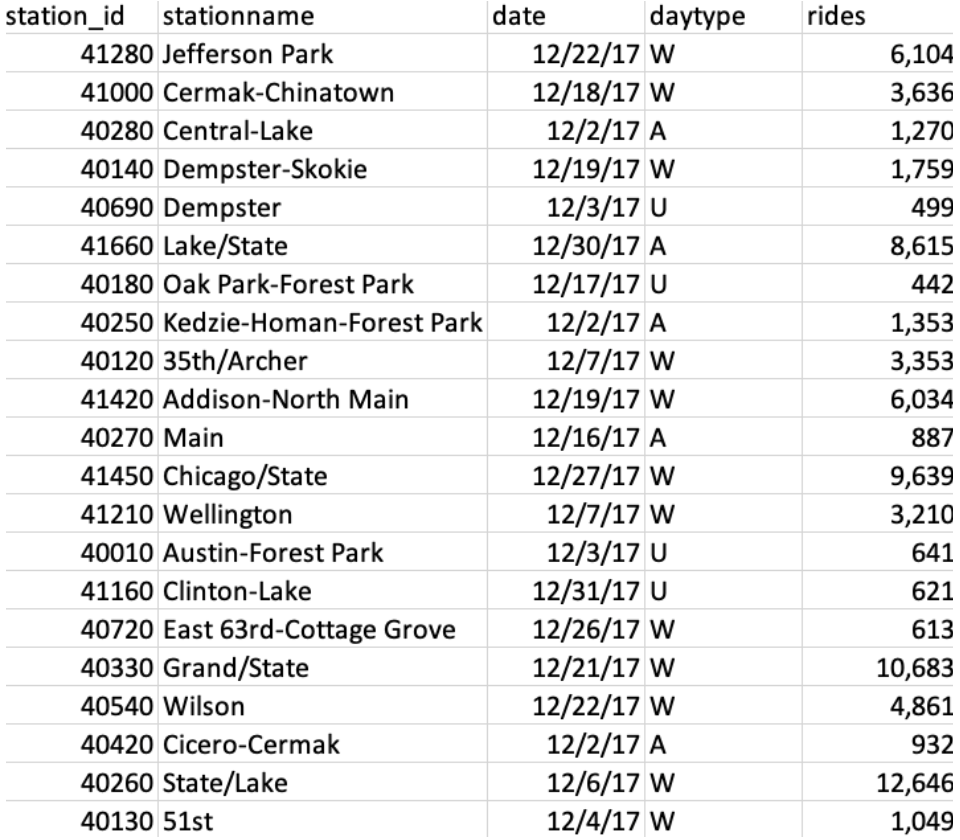 station_id stationname date daytype rides
41280 Jefferson Park 12/22/17 W 6,104
41000 Cermak-Chinatown 12/18/17 W 3,636
40280 Central-Lake 12/2/17 A 1,270
40140 Dempster-Skokie 12/19/17 W 1,759
40690 Dempster 12/3/17 U 499
41660 Lake/State 12/30/17 A 8,615
40180 Oak Park-Forest Park 12/17/17 U 442
40250 Kedzie-Homan-Forest Park 12/2/17 A 1,353
40120 35th/Archer 12/7/17 W 3,353
41420 Addison-North Main 12/19/17 W 6,034
40270 Main 12/16/17 A 887
41450 Chicago/State 12/27/17 W 9,639
41210 Wellington 12/7/17 W 3,210
40010 Austin-Forest Park 12/3/17 U 641
41160 Clinton-Lake 12/31/17 U 621
40720 East 63rd-Cottage Grove 12/26/17 W 613
40330 Grand/State 12/21/17 W 10,683
40540 Wilson 12/22/17 W 4,861
40420 Cicero-Cermak 12/2/17 A 932
40260 State/Lake 12/6/17 W 12,646
40130 51st 12/4/17 W 1,049